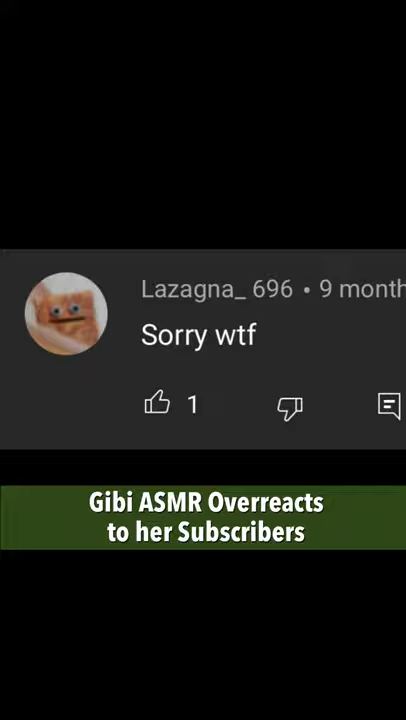 Lazagna_ 696 • 9 month
Sorry wtf
1
Gibi ASMR Overreacts
to her Subscribers